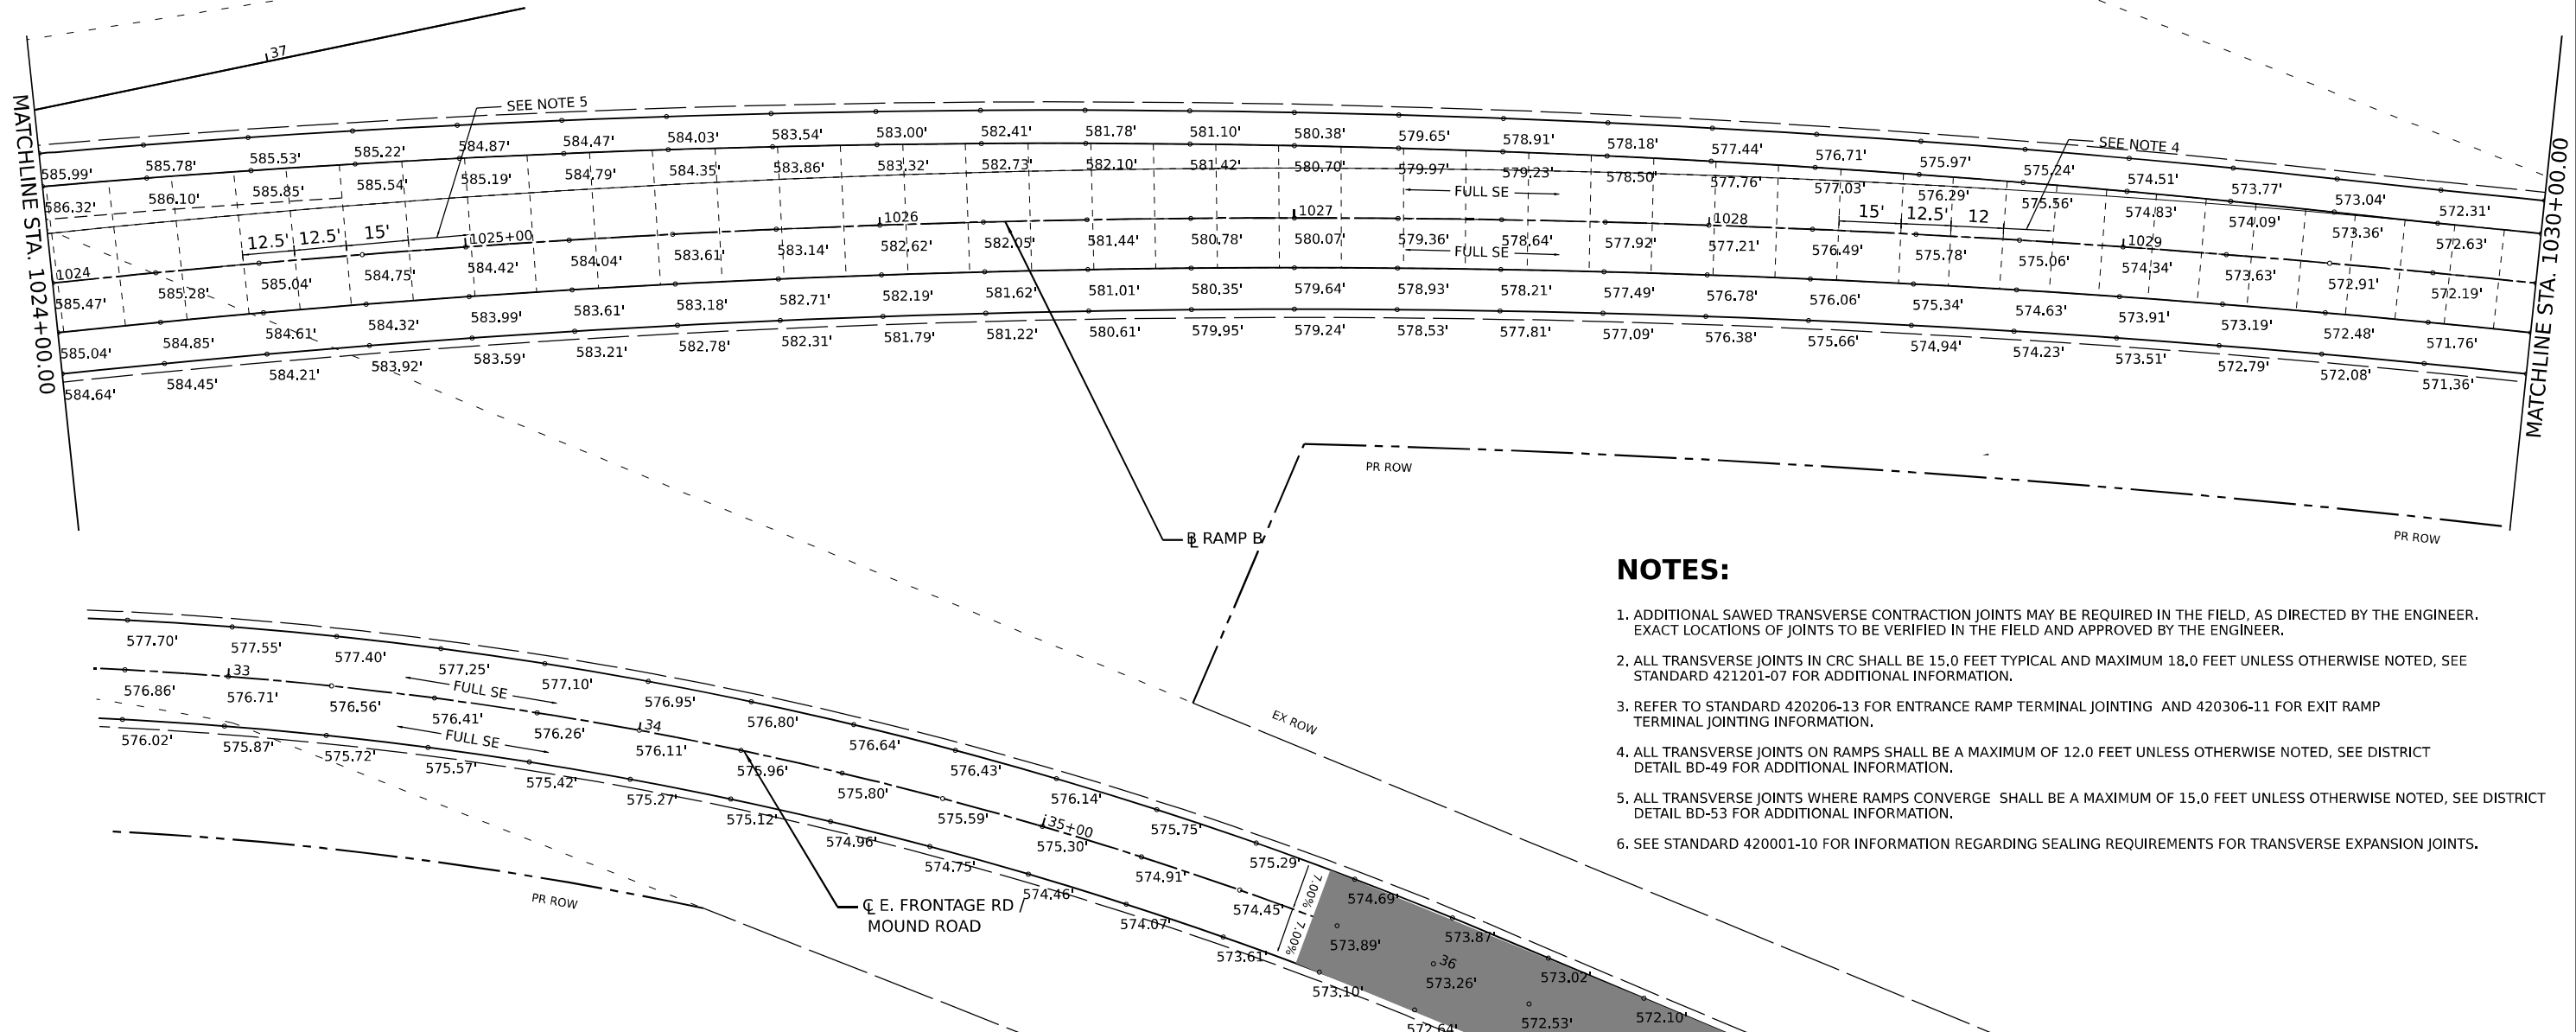 37
MATCHLINE STA. 1024+00.00
MATCHLINE STA. 1030+00.00
SEE NOTE 5
SEE NOTE 4
585.99' 585.78' 585.53' 585.22' 584.87' 584.47' 584.03' 583.54' 583.00' 582.41' 581.78' 581.10' 580.38' 579.65' 578.91' 578.18' 577.44' 576.71' 575.97' 575.24' 574.51' 573.77' 573.04' 572.31'
586.32' 586.10' 585.85' 585.54' 585.19' 584.79' 584.35' 583.86' 583.32' 582.73' 582.10' 581.42' 580.70' 579.97' 579.23' 578.50' 577.76' 577.03' 576.29' 575.56' 574.83' 574.09' 573.36' 572.63'
FULL SE
12.5' 12.5' 15'
15' 12.5' 12
1024 1025+00 1026 1027 1028 1029
585.47' 585.28' 585.04' 584.75' 584.42' 584.04' 583.61' 583.14' 582.62' 582.05' 581.44' 580.78' 580.07' 579.36' 578.64' 577.92' 577.21' 576.49' 575.78' 575.06' 574.34' 573.63' 572.91' 572.19'
FULL SE
585.04' 584.85' 584.61' 584.32' 583.99' 583.61' 583.18' 582.71' 582.19' 581.62' 581.01' 580.35' 579.64' 578.93' 578.21' 577.49' 576.78' 576.06' 575.34' 574.63' 573.91' 573.19' 572.48' 571.76'
584.64' 584.45' 584.21' 583.92' 583.59' 583.21' 582.78' 582.31' 581.79' 581.22' 580.61' 579.95' 579.24' 578.53' 577.81' 577.09' 576.38' 575.66' 574.94' 574.23' 573.51' 572.79' 572.08' 571.36'
PR ROW
PR ROW
BL RAMP B
EX ROW
577.70' 577.55' 577.40' 577.25' 577.10' 576.95' 576.80' 576.64' 576.43' 576.14' 575.75' 575.29' 574.69' 573.87' 573.02' 572.10'
33 34 35+00 36
FULL SE
576.86' 576.71' 576.56' 576.41' 576.26' 576.11' 575.96' 575.80' 575.59' 575.30' 574.91' 574.45' 573.89' 573.26' 572.53'
FULL SE
576.02' 575.87' 575.72' 575.57' 575.42' 575.27' 575.12' 574.96' 574.75' 574.46' 574.07' 573.61' 573.10' 572.64'
7.00%
7.00%
PR ROW
CL E. FRONTAGE RD /
MOUND ROAD
NOTES:
1. ADDITIONAL SAWED TRANSVERSE CONTRACTION JOINTS MAY BE REQUIRED IN THE FIELD, AS DIRECTED BY THE ENGINEER.
EXACT LOCATIONS OF JOINTS TO BE VERIFIED IN THE FIELD AND APPROVED BY THE ENGINEER.
2. ALL TRANSVERSE JOINTS IN CRC SHALL BE 15.0 FEET TYPICAL AND MAXIMUM 18.0 FEET UNLESS OTHERWISE NOTED, SEE
STANDARD 421201-07 FOR ADDITIONAL INFORMATION.
3. REFER TO STANDARD 420206-13 FOR ENTRANCE RAMP TERMINAL JOINTING AND 420306-11 FOR EXIT RAMP
TERMINAL JOINTING INFORMATION.
4. ALL TRANSVERSE JOINTS ON RAMPS SHALL BE A MAXIMUM OF 12.0 FEET UNLESS OTHERWISE NOTED, SEE DISTRICT
DETAIL BD-49 FOR ADDITIONAL INFORMATION.
5. ALL TRANSVERSE JOINTS WHERE RAMPS CONVERGE SHALL BE A MAXIMUM OF 15.0 FEET UNLESS OTHERWISE NOTED, SEE DISTRICT
DETAIL BD-53 FOR ADDITIONAL INFORMATION.
6. SEE STANDARD 420001-10 FOR INFORMATION REGARDING SEALING REQUIREMENTS FOR TRANSVERSE EXPANSION JOINTS.